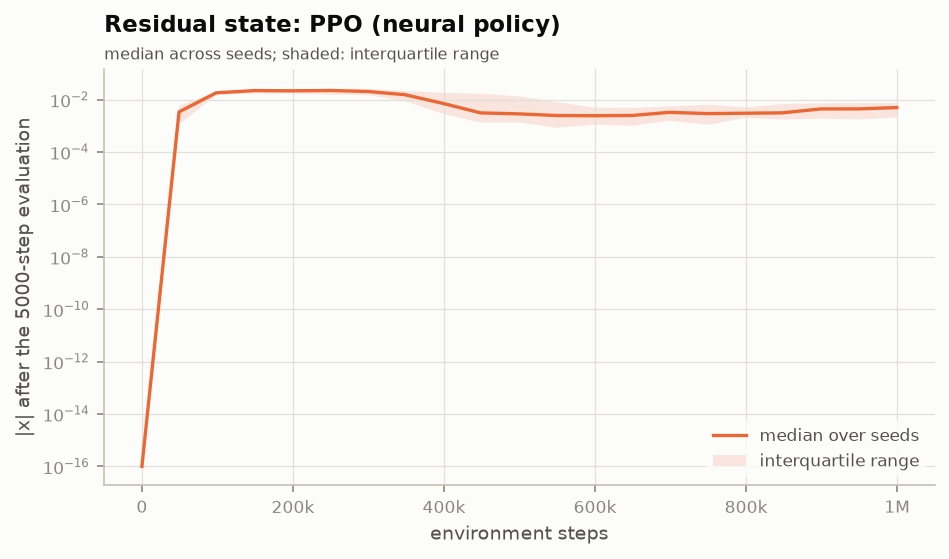 Residual state: PPO (neural policy)
median across seeds; shaded: interquartile range
|x| after the 5000-step evaluation
10⁻²
10⁻⁴
10⁻⁶
10⁻⁸
10⁻¹⁰
10⁻¹²
10⁻¹⁴
10⁻¹⁶
median over seeds
interquartile range
0 200k 400k 600k 800k 1M
environment steps